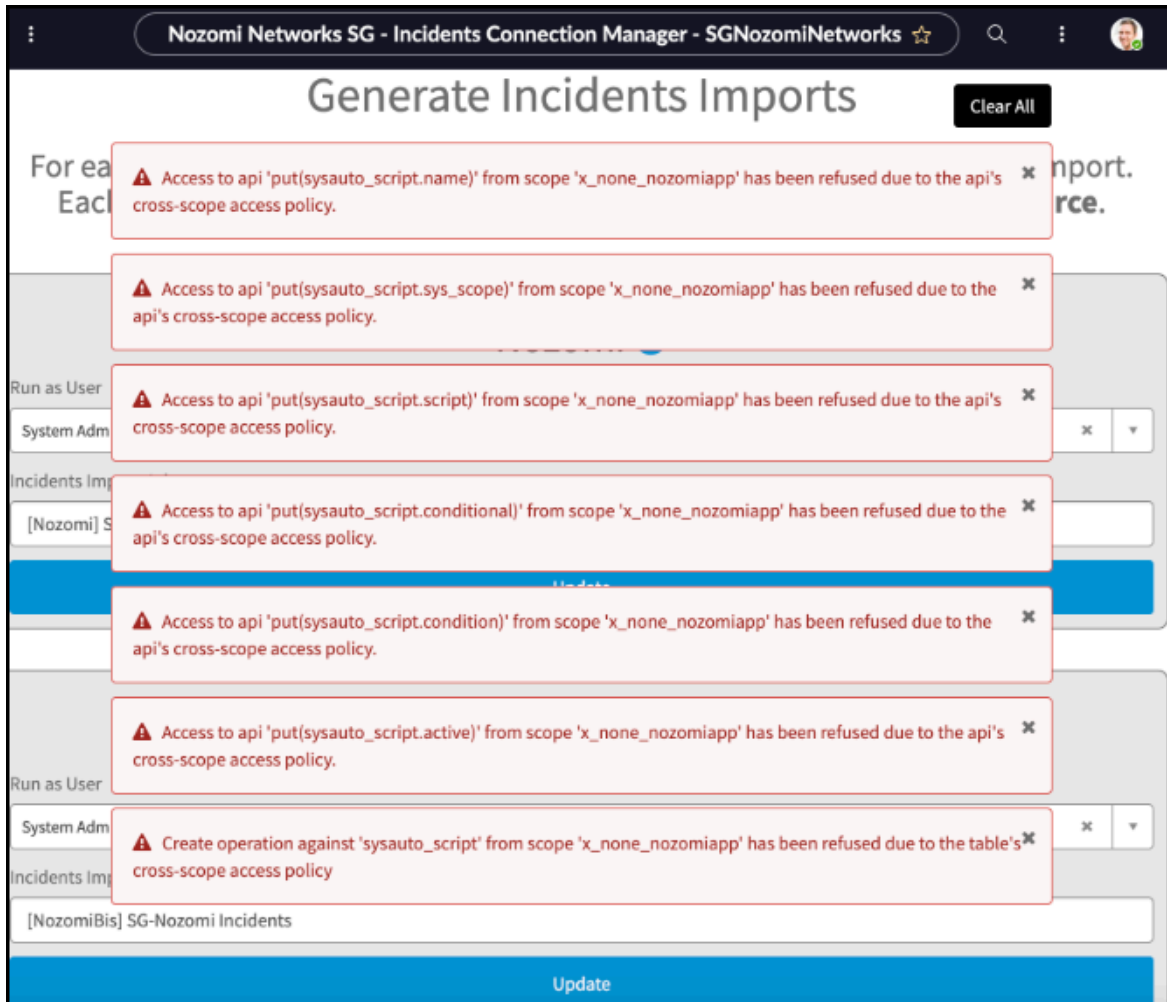 Nozomi Networks SG - Incidents Connection Manager - SGNozomiNetworks
Generate Incidents Imports
Clear All
For ea
Access to api 'put(sysauto_script.name)' from scope 'x_none_nozomiapp' has been refused due to the api's
cross-scope access policy.
mport.
Each
rce.
Access to api 'put(sysauto_script.sys_scope)' from scope 'x_none_nozomiapp' has been refused due to the
api's cross-scope access policy.
Run as User
Access to api 'put(sysauto_script.script)' from scope 'x_none_nozomiapp' has been refused due to the api's
cross-scope access policy.
System Adm
Incidents Imp
Access to api 'put(sysauto_script.conditional)' from scope 'x_none_nozomiapp' has been refused due to the
api's cross-scope access policy.
[Nozomi] S
Access to api 'put(sysauto_script.condition)' from scope 'x_none_nozomiapp' has been refused due to the
api's cross-scope access policy.
Access to api 'put(sysauto_script.active)' from scope 'x_none_nozomiapp' has been refused due to the api's
cross-scope access policy.
Run as User
System Adm
Create operation against 'sysauto_script' from scope 'x_none_nozomiapp' has been refused due to the table's
cross-scope access policy
Incidents Imp
[NozomiBis] SG-Nozomi Incidents
Update